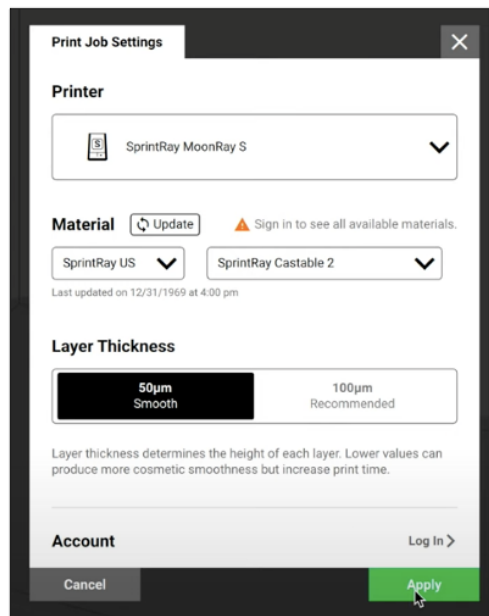 Print Job Settings
Printer
S
SprintRay MoonRay S
Material Update Sign in to see all available materials.
SprintRay US SprintRay Castable 2
Last updated on 12/31/1969 at 4:00 pm
Layer Thickness
50µm 100µm
Smooth Recommended
Layer thickness determines the height of each layer. Lower values can
produce more cosmetic smoothness but increase print time.
Account Log In
Cancel Apply